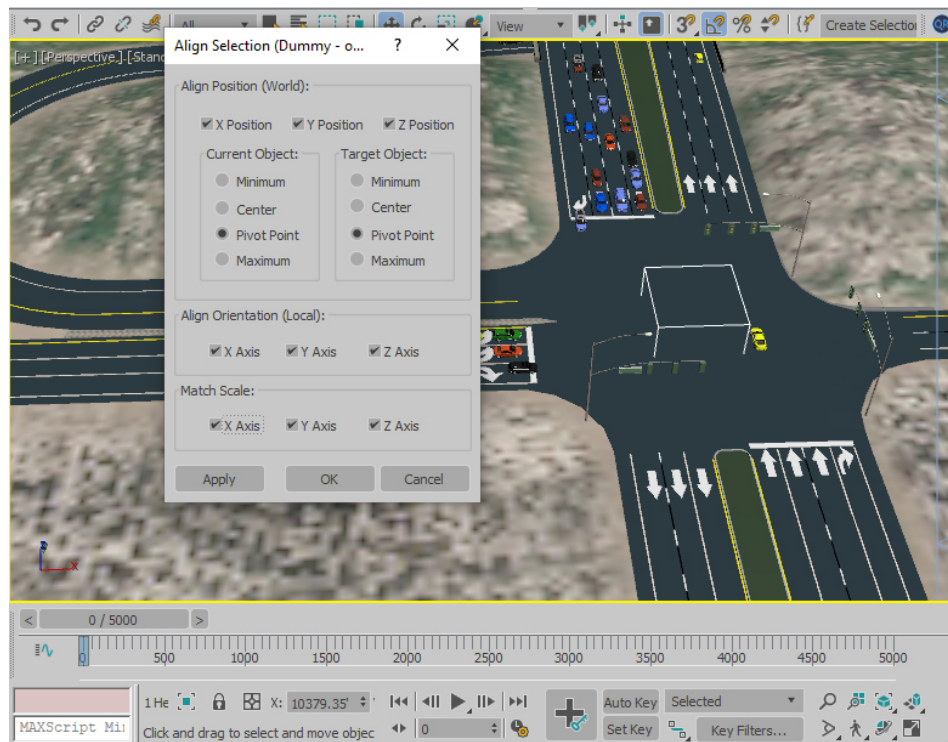 All
View
Create Selectio
[+] [Perspective] [Stand
Align Selection (Dummy - o... ?
Align Position (World):
X Position Y Position Z Position
Current Object: Target Object:
Minimum Minimum
Center Center
Pivot Point Pivot Point
Maximum Maximum
Align Orientation (Local):
X Axis Y Axis Z Axis
Match Scale:
X Axis Y Axis Z Axis
Apply OK Cancel
x
< 0 / 5000 >
0 500 1000 1500 2000 2500 3000 3500 4000 4500 5000
1 He X: 10379.35' Auto Key Selected
MAXScript Mi Click and drag to select and move objec 0 Set Key Key Filters...